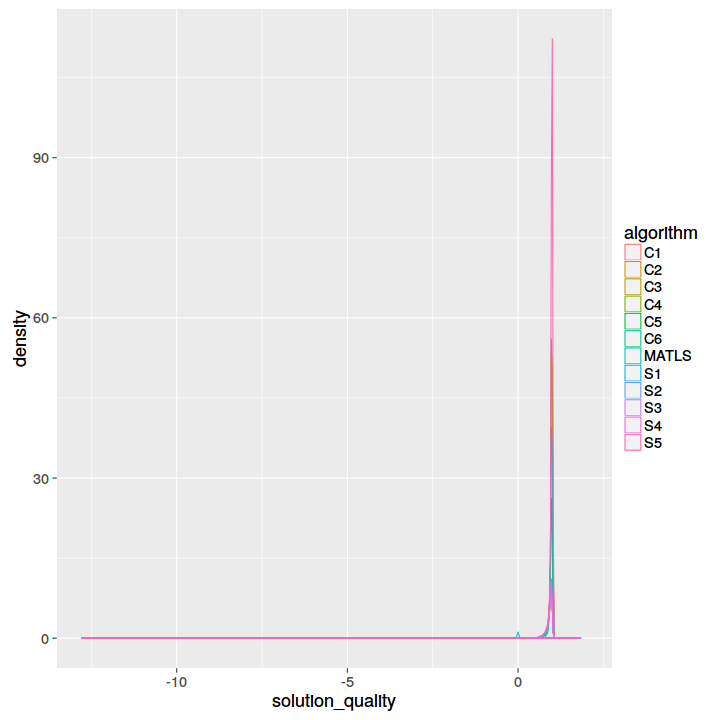 90
60
30
0
density
-10
-5
0
solution_quality
algorithm
C1
C2
C3
C4
C5
C6
MATLS
S1
S2
S3
S4
S5